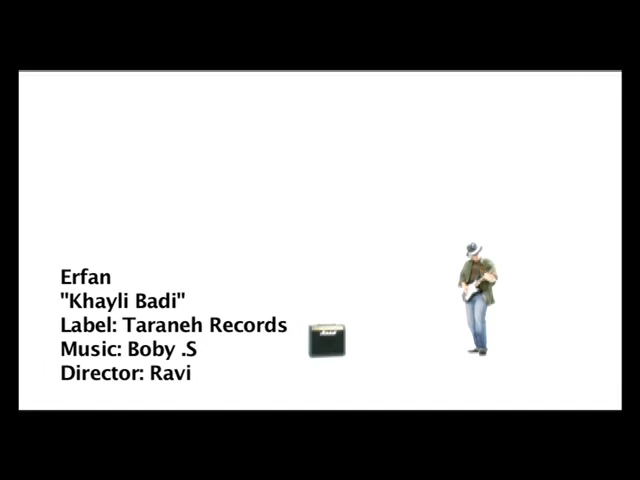 Erfan
"Khayli Badi"
Label: Taraneh Records
Music: Boby .S
Director: Ravi